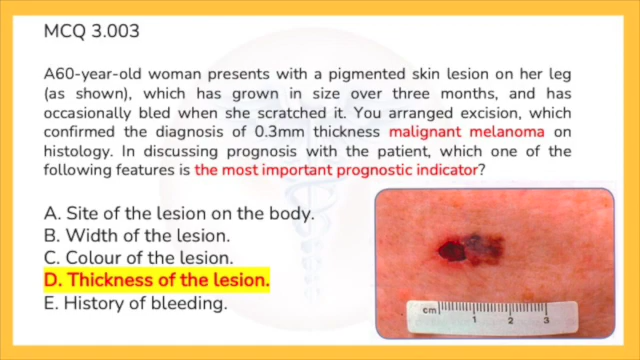 MCQ 3.003
A60-year-old woman presents with a pigmented skin lesion on her leg
(as shown), which has grown in size over three months, and has
occasionally bled when she scratched it. You arranged excision, which
confirmed the diagnosis of 0.3mm thickness malignant melanoma on
histology. In discussing prognosis with the patient, which one of the
following features is the most important prognostic indicator?
A. Site of the lesion on the body.
B. Width of the lesion.
C. Colour of the lesion.
D. Thickness of the lesion.
E. History of bleeding.
cm 1 2 3